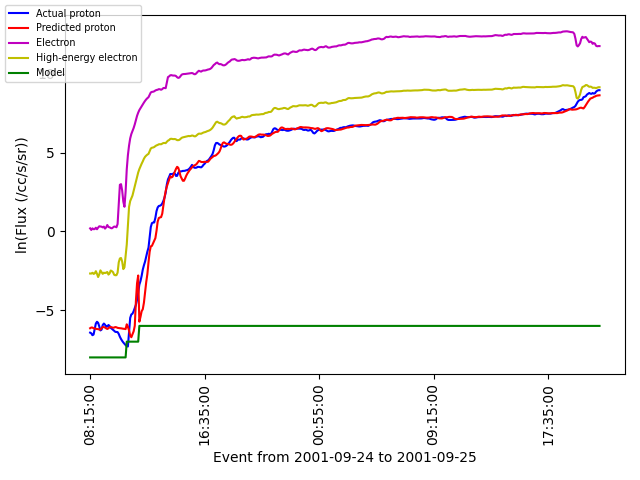 Actual proton
Predicted proton
Electron
High-energy electron
Model
5
0
−5
ln(Flux (/cc/s/sr))
08:15:00
16:35:00
00:55:00
09:15:00
17:35:00
Event from 2001-09-24 to 2001-09-25